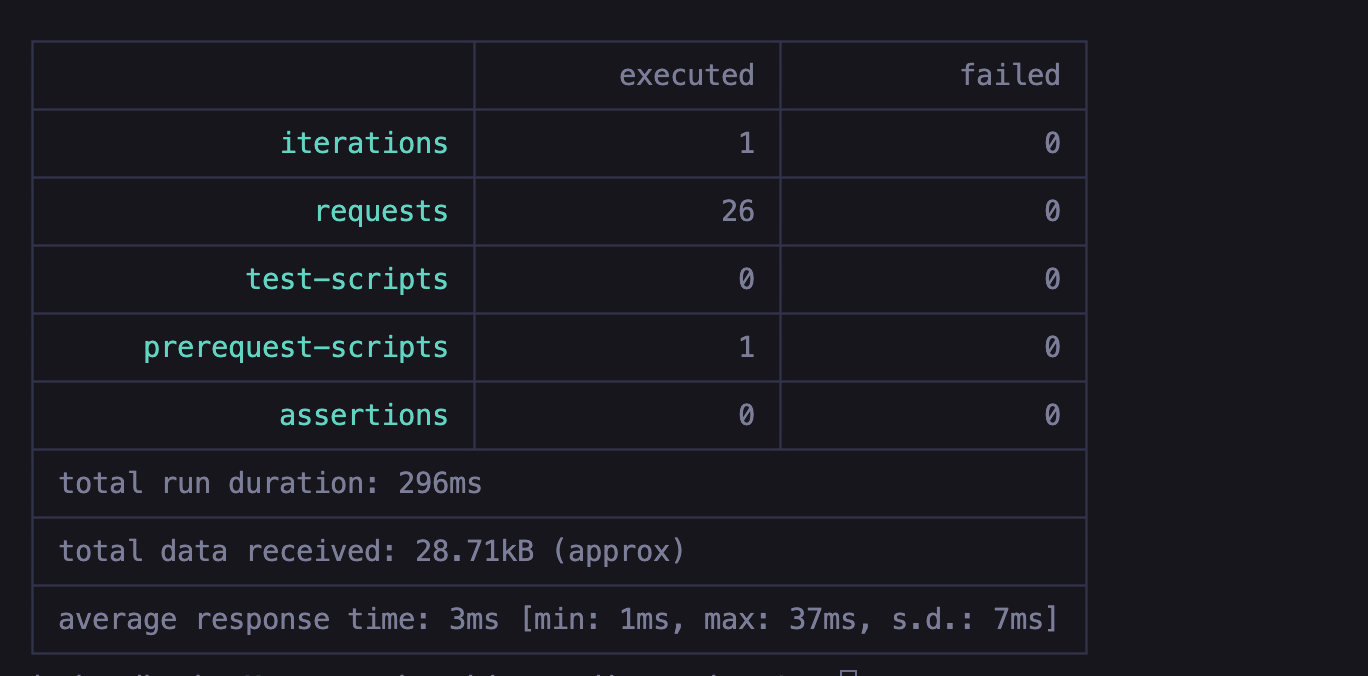 executed failed
iterations 1 0
requests 26 0
test-scripts 0 0
prerequest-scripts 1 0
assertions 0 0
total run duration: 296ms
total data received: 28.71kB (approx)
average response time: 3ms [min: 1ms, max: 37ms, s.d.: 7ms]